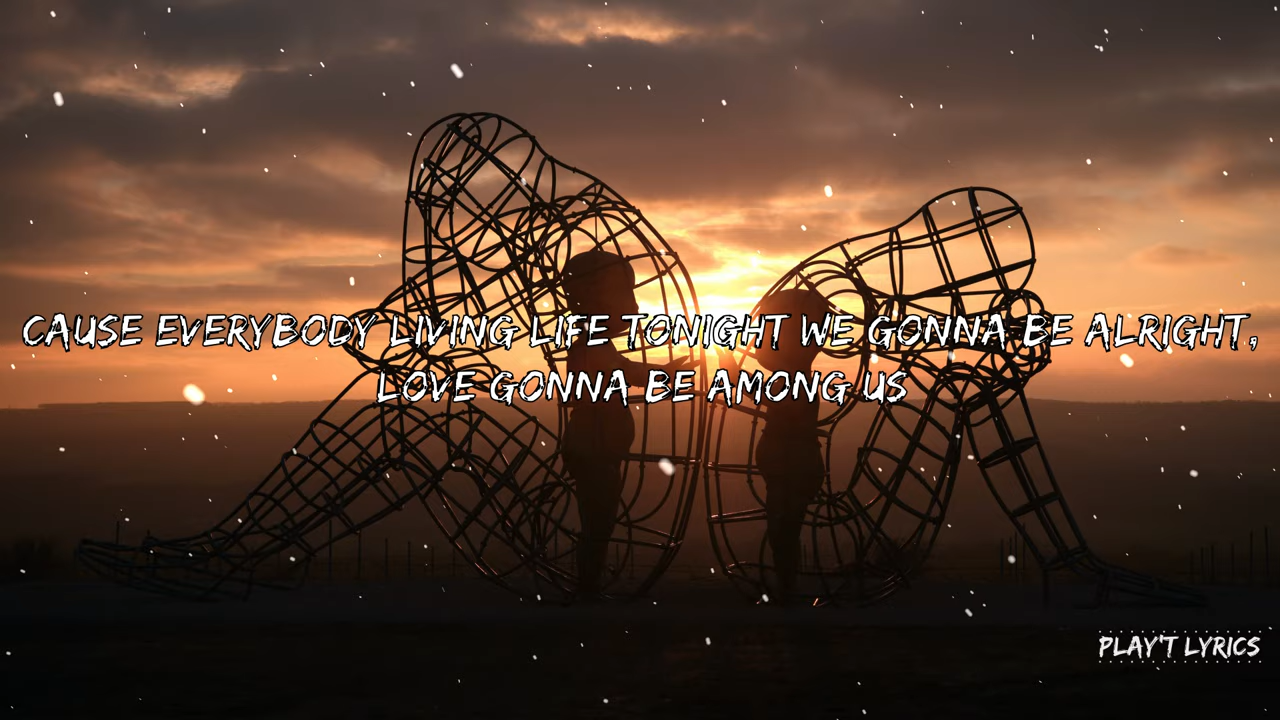 CAUSE EVERYBODY LIVING LIFE TONIGHT WE GONNA BE ALRIGHT,
LOVE GONNA BE AMONG US
PLAY'T LYRICS